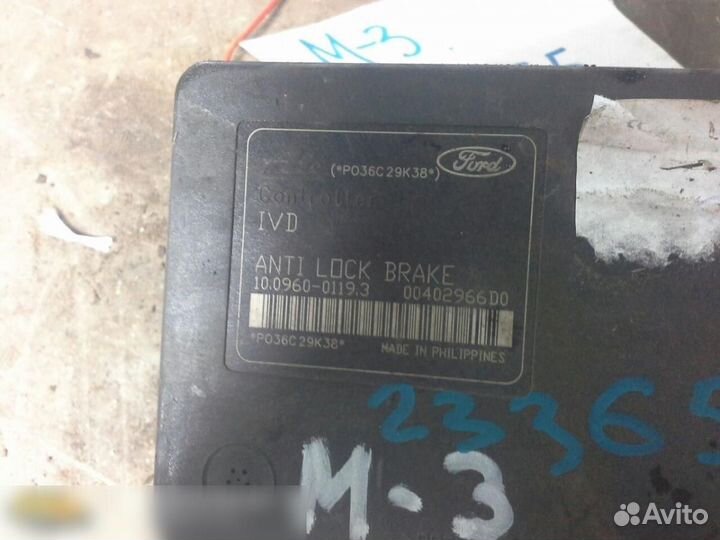 M-3
(*P036C29K38*) Ford
Controller
IVD
ANTI LOCK BRAKE
10.0960-0119.3 00402966D0
*P036C29K38* MADE IN PHILIPPINES
23365
M-3
Avito